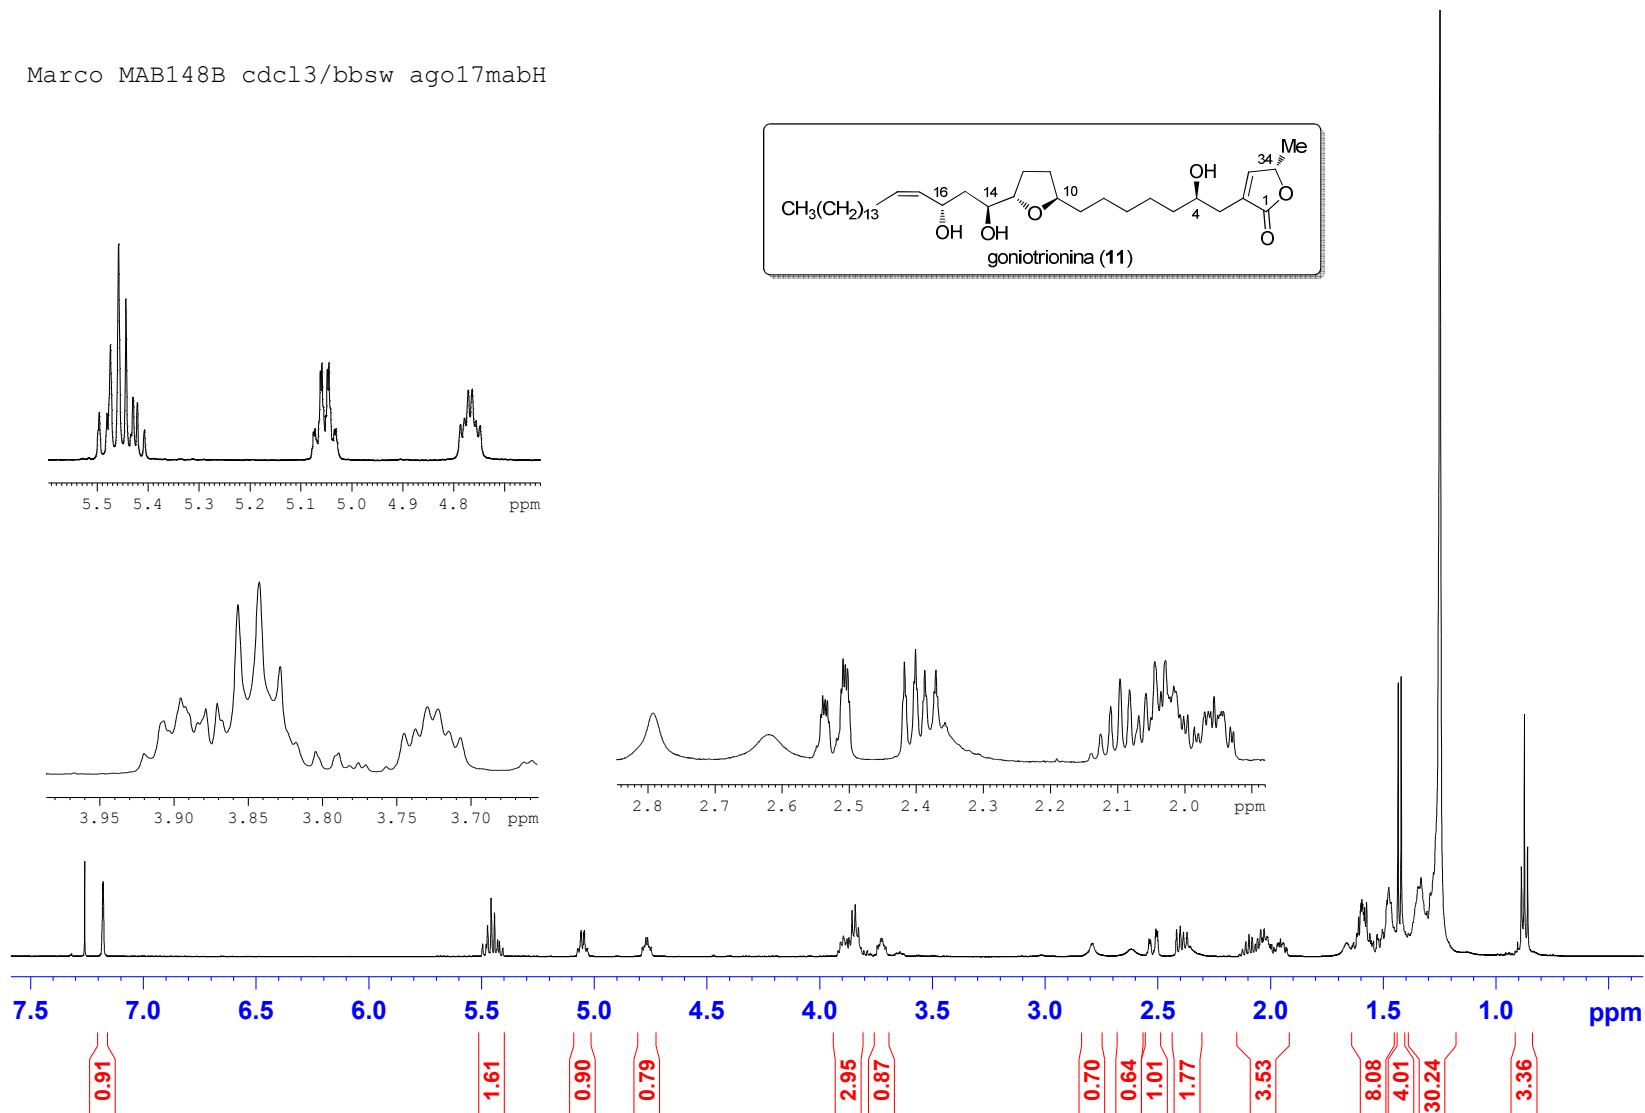 Marco MAB148B cdcl3/bbsw ago17mabH
34 Me
OH
16 14 10 1 O
CH3(CH2)13 O 4
OH OH O
goniotrionina (11)
5.5 5.4 5.3 5.2 5.1 5.0 4.9 4.8 ppm
3.95 3.90 3.85 3.80 3.75 3.70 ppm
2.8 2.7 2.6 2.5 2.4 2.3 2.2 2.1 2.0 ppm
7.5 7.0 6.5 6.0 5.5 5.0 4.5 4.0 3.5 3.0 2.5 2.0 1.5 1.0 ppm
0.91 1.61 0.90 0.79 2.95 0.87 0.70 0.64 1.01 1.77 3.53 8.08 4.01 30.24 3.36